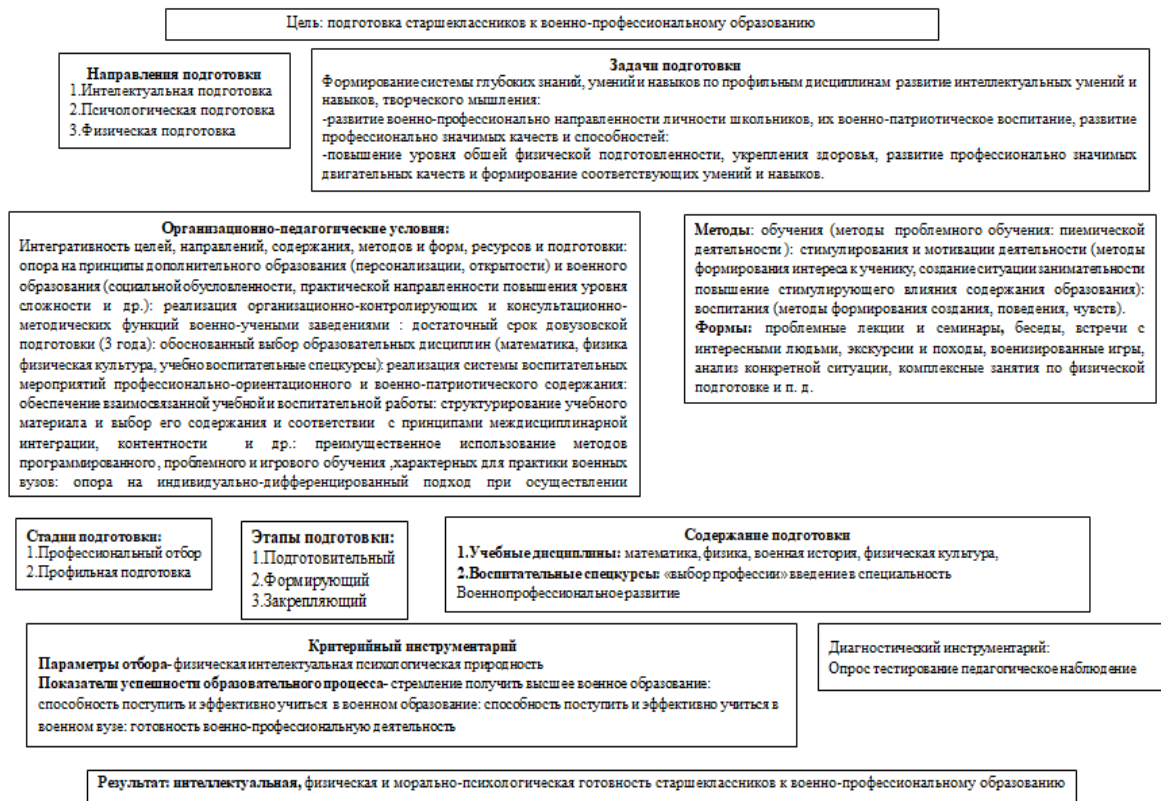 Цель: подготовка старшеклассников к военно-профессиональному образованию
Направления подготовки
1.Интелектуальная подготовка
2.Психологическая подготовка
3.Физическая подготовка
Задачи подготовки
Формирование системы глубоких знаний, умений и навыков по профильным дисциплинам развитие интеллектуальных умений и
навыков, творческого мышления:
-развитие военно-профессионально направленности личности школьников, их военно-патриотическое воспитание, развитие
профессионально значимых качеств и способностей:
-повышение уровня обшей физической подготовленности, укрепления здоровья, развитие профессионально значимых
двигательных качеств и формирование соответствующих умений и навыков.
Организационно-педагогические условия:
Интегративность целей, направлений, содержания, методов и форм, ресурсов и подготовки:
опора на принципы дополнительного образования (персонализации, открытости) и военного
образования (социальной обусловленности, практической направленности повышения уровня
сложности и др.): реализация организационно-контролирующих и консультационно-
методических функций военно-учеными заведениями : достаточный срок довузовской
подготовки (3 года): обоснованный выбор образовательных дисциплин (математика, физика
физическая культура, учебно воспитательные спецкурсы): реализация системы воспитательных
мероприятий профессионально-ориентационного и военно-патриотического содержания:
обеспечение взаимосвязанной учебной и воспитательной работы: структурирование учебного
материала и выбор его содержания и соответствии с принципами междисциплинарной
интеграции, контентности и др.: преимущественное использование методов
программированного, проблемного и игрового обучения ,характерных для практики военных
вузов: опора на индивидуально-дифференцированный подход при осуществлении
Методы: обучения (методы проблемного обучения: пиемической
деятельности): стимулирования и мотивации деятельности (методы
формирования интереса к ученику, создание ситуации занимательности
повышение стимулирующего влияния содержания образования):
воспитания (методы формирования создания, поведения, чувств).
Формы: проблемные лекции и семинары, беседы, встречи с
интересными людьми, экскурсии и походы, военизированные игры,
анализ конкретной ситуации, комплексные занятия по физической
подготовке и п. д.
Стадии подготовки:
1.Профессиональный отбор
2.Профильная подготовка
Этапы подготовки:
1.Подготовительный
2.Формирующий
3.Закрепляющий
Содержание подготовки
1.Учебные дисциплины: математика, физика, военная история, физическая культура,
2.Воспитательные спецкурсы: «выбор профессии» введение в специальность
Военнопрофессиональное развитие
Критерийный инструментарий
Параметры отбора- физическая интелектуальная психологическая природность
Показатели успешности образовательного процесса- стремление получить высшее военное образование:
способность поступить и эффективно учиться в военном образование: способность поступить и эффективно учиться в
военном вузе: готовность военно-профессиональную деятельность
Диагностический инструментарий:
Опрос тестирование педагогическое наблюдение
Результат: интеллектуальная, физическая и морально-психологическая готовность старшеклассников к военно-профессиональному образованию